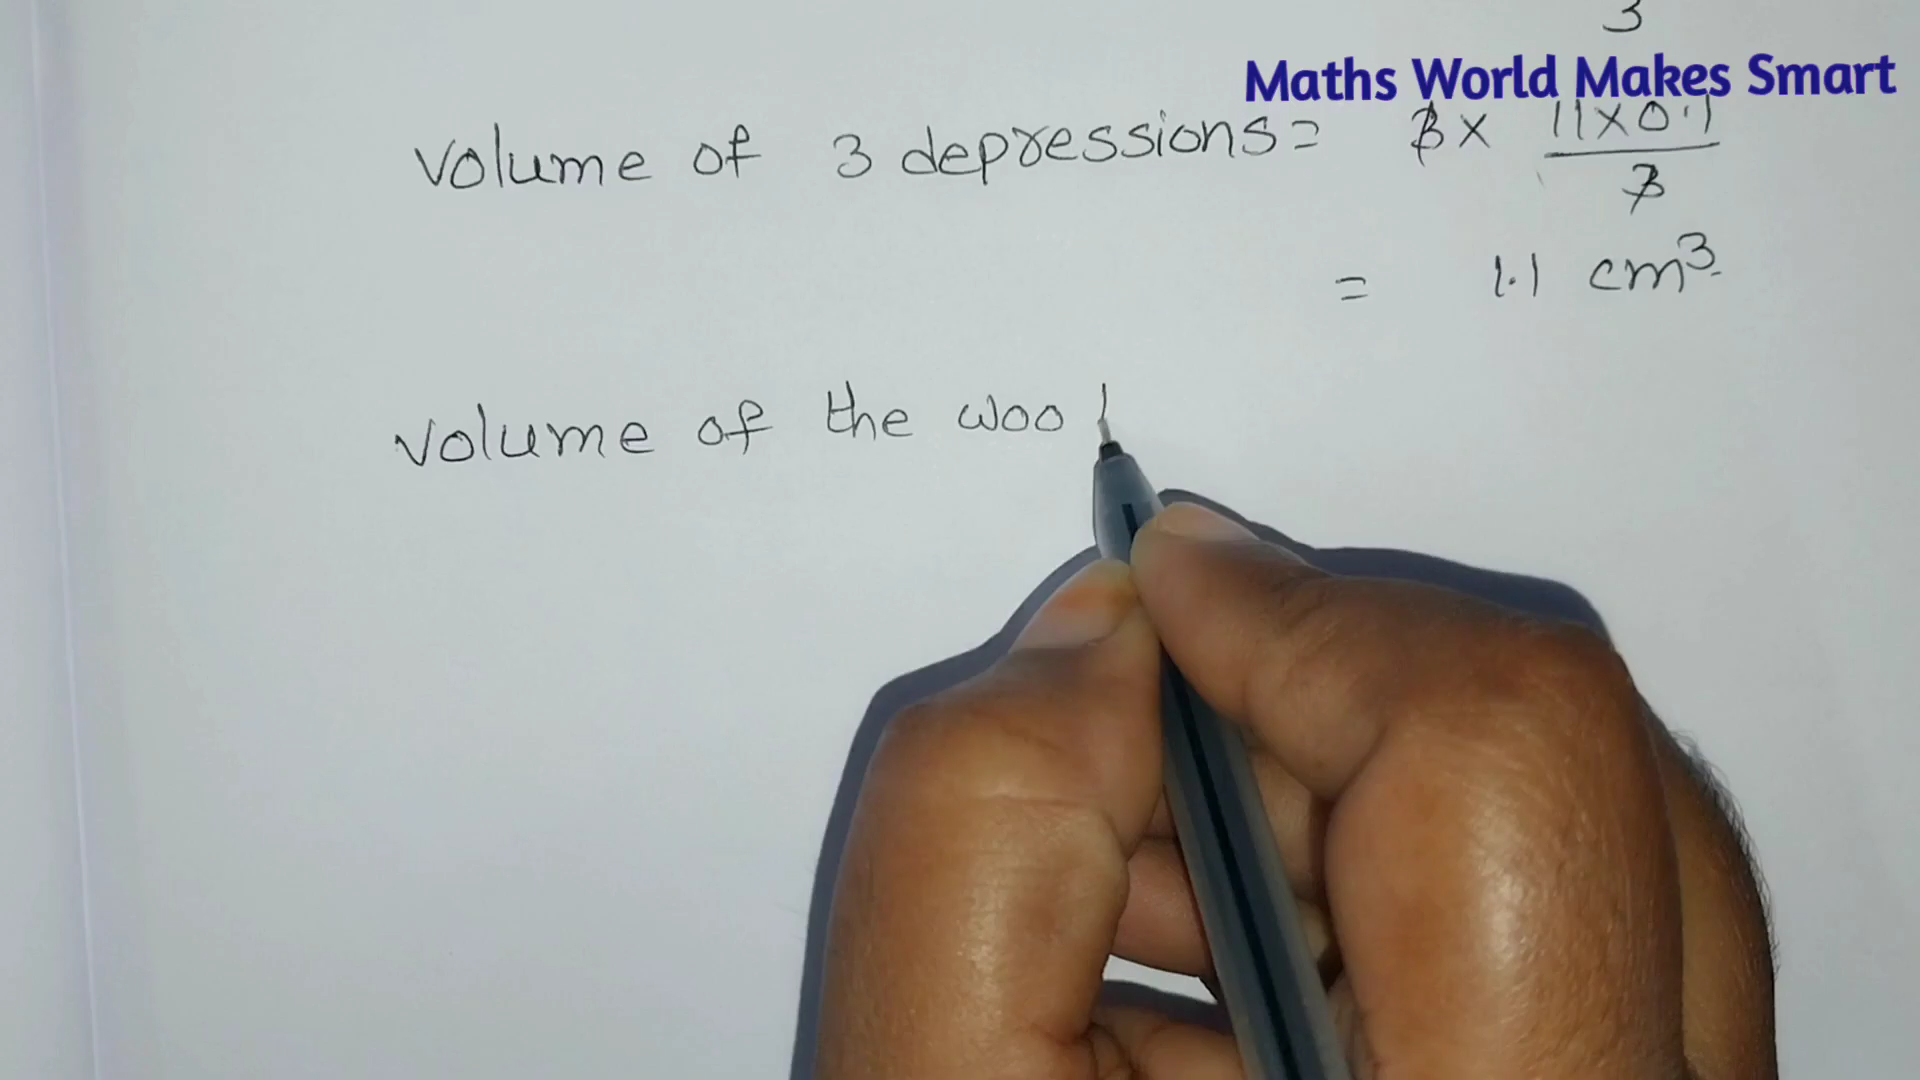 3
Maths World Makes Smart
volume of 3 depressions = 3 × 11×0.1
3
= 1.1 cm³
volume of the woo